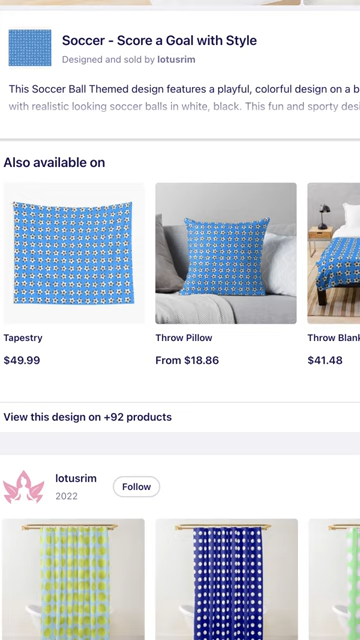 Soccer - Score a Goal with Style
Designed and sold by lotusrim
This Soccer Ball Themed design features a playful, colorful design on a b
with realistic looking soccer balls in white, black. This fun and sporty desi
Also available on
Tapestry
Throw Pillow
Throw Blank
$49.99
From $18.86
$41.48
View this design on +92 products
lotusrim
Follow
2022